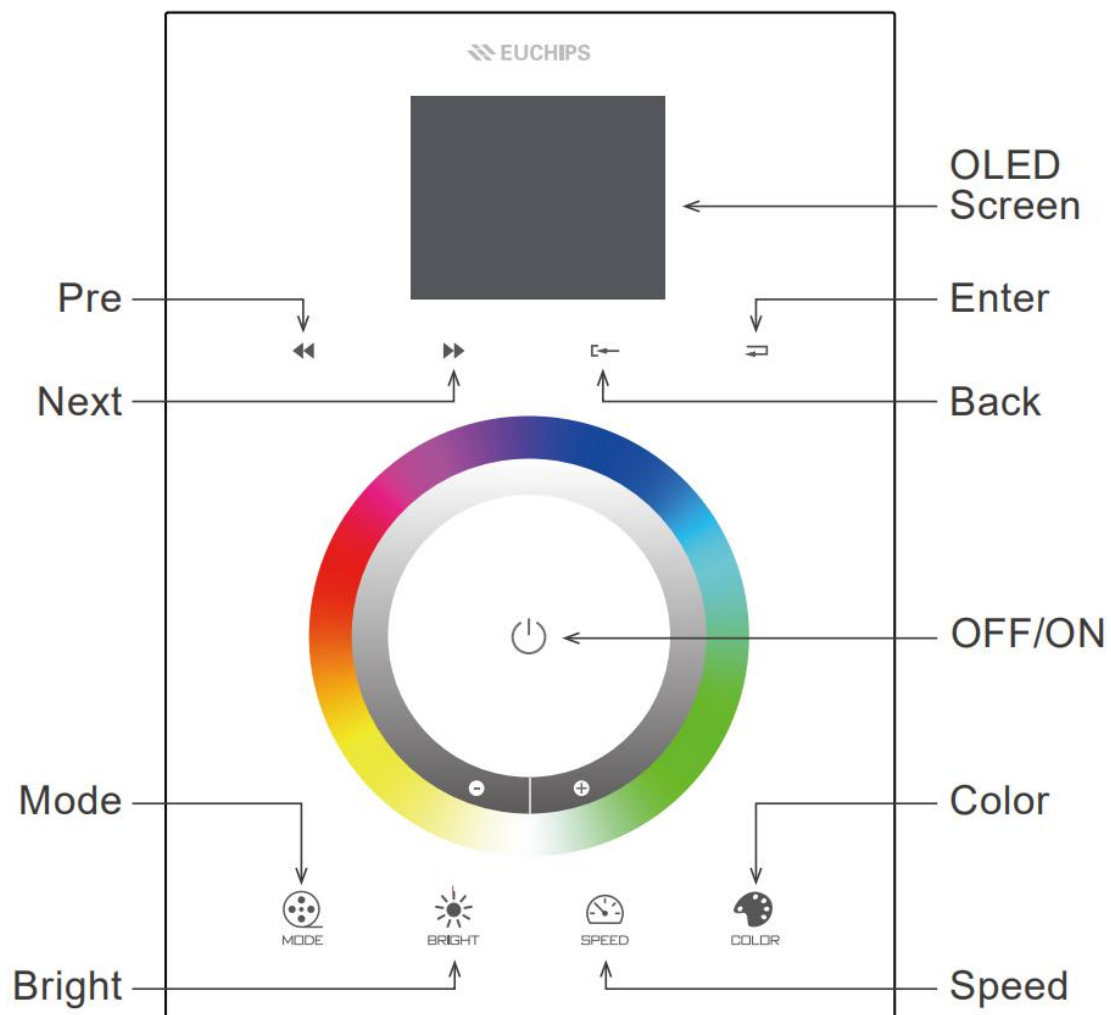 EUCHIPS
OLED
Screen
Pre
Enter
Next
Back
OFF/ON
Mode
Color
MODE
BRIGHT
SPEED
COLOR
Bright
Speed